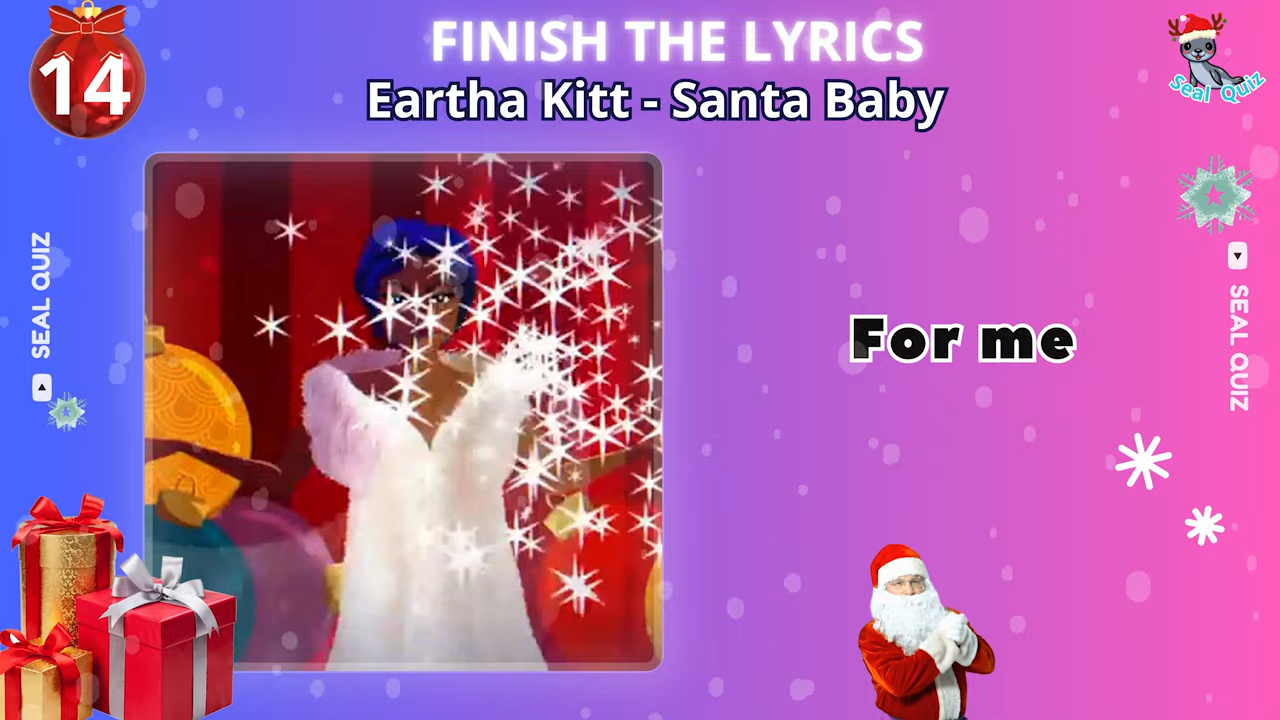 14
FINISH THE LYRICS
Eartha Kitt - Santa Baby
Seal Quiz
SEAL QUIZ
For me
SEAL QUIZ